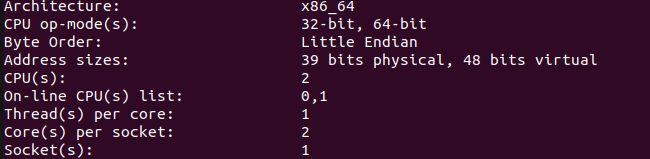 Architecture: x86_64
CPU op-mode(s): 32-bit, 64-bit
Byte Order: Little Endian
Address sizes: 39 bits physical, 48 bits virtual
CPU(s): 2
On-line CPU(s) list: 0,1
Thread(s) per core: 1
Core(s) per socket: 2
Socket(s): 1